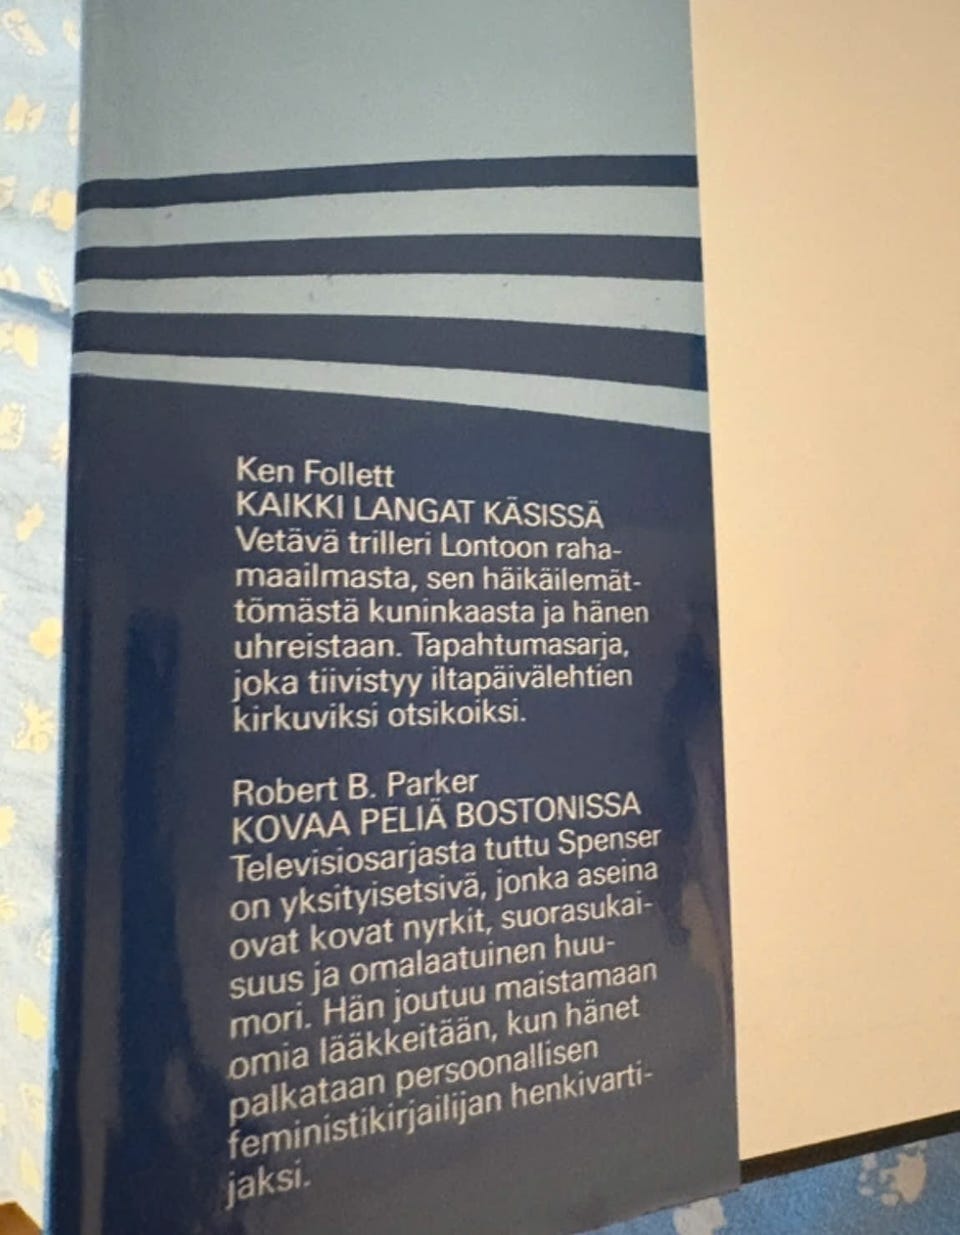 Ken Follett
KAIKKI LANGAT KÄSISSÄ
Vetävä trilleri Lontoon raha-
maailmasta, sen häikäilemät-
tömästä kuninkaasta ja hänen
uhreistaan. Tapahtumasarja,
joka tiivistyy iltapäivälehtien
kirkuviksi otsikoiksi.
Robert B. Parker
KOVAA PELIÄ BOSTONISSA
Televisiosarjasta tuttu Spenser
on yksityisetsivä, jonka aseina
ovat kovat nyrkit, suorasukai-
suus ja omalaatuinen huu-
mori. Hän joutuu maistamaan
omia lääkkeitään, kun hänet
palkataan persoonallisen
feministikirjailijan henkivarti-
jaksi.